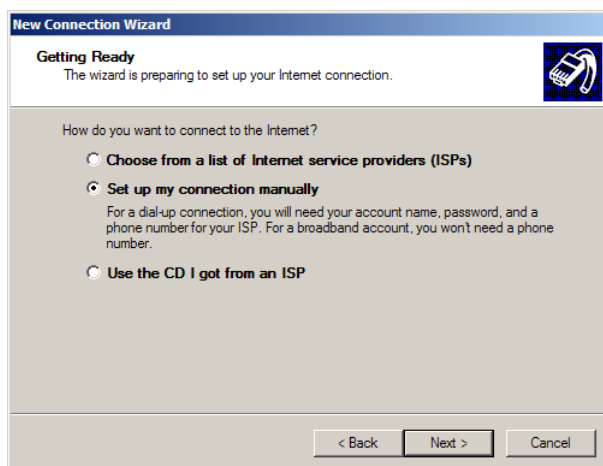 New Connection Wizard
Getting Ready
The wizard is preparing to set up your Internet connection.
How do you want to connect to the Internet?
Choose from a list of Internet service providers (ISPs)
Set up my connection manually
For a dial-up connection, you will need your account name, password, and a
phone number for your ISP. For a broadband account, you won't need a phone
number.
Use the CD I got from an ISP
< Back Next > Cancel